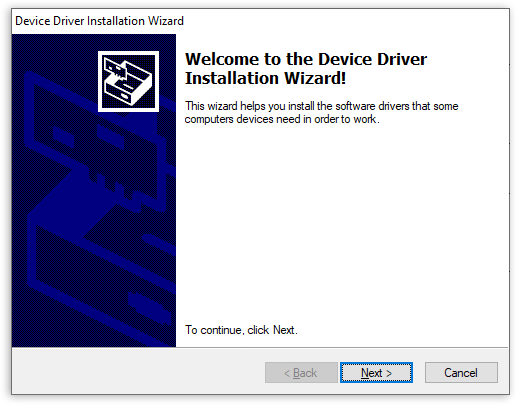 Device Driver Installation Wizard
Welcome to the Device Driver
Installation Wizard!
This wizard helps you install the software drivers that some
computers devices need in order to work.
To continue, click Next.
< Back
Next >
Cancel